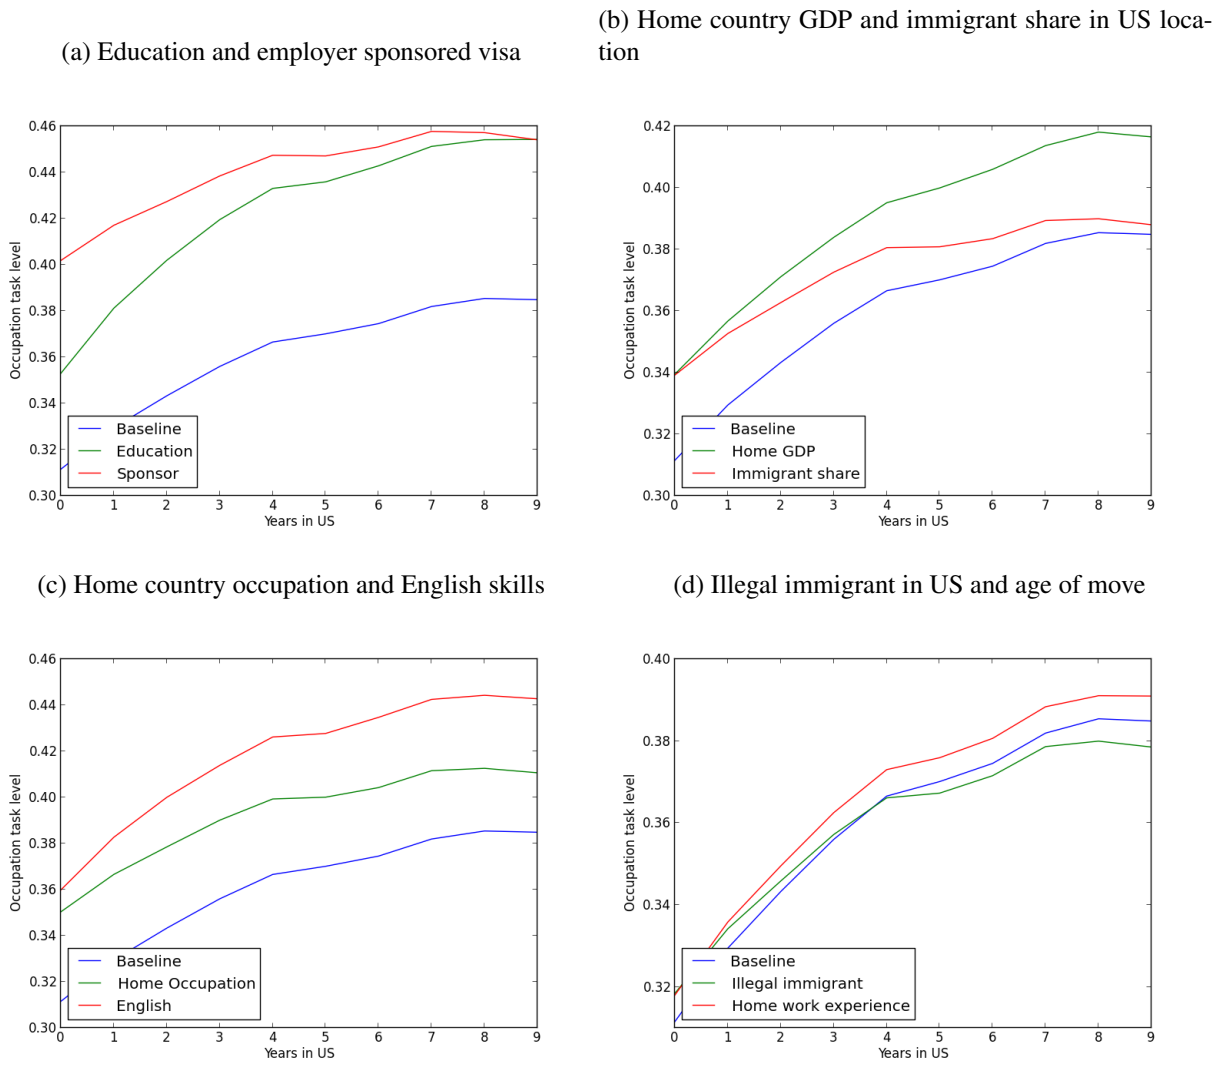 (a) Education and employer sponsored visa
0.46
0.44
0.42
0.40
0.38
0.36
0.34
0.32
0.30
Occupation task level
Baseline
Education
Sponsor
0 1 2 3 4 5 6 7 8 9
Years in US
(b) Home country GDP and immigrant share in US loca-
tion
0.42
0.40
0.38
0.36
0.34
0.32
0.30
Occupation task level
Baseline
Home GDP
Immigrant share
0 1 2 3 4 5 6 7 8 9
Years in US
(c) Home country occupation and English skills
0.46
0.44
0.42
0.40
0.38
0.36
0.34
0.32
0.30
Occupation task level
Baseline
Home Occupation
English
0 1 2 3 4 5 6 7 8 9
Years in US
(d) Illegal immigrant in US and age of move
0.40
0.38
0.36
0.34
0.32
Occupation task level
Baseline
Illegal immigrant
Home work experience
0 1 2 3 4 5 6 7 8 9
Years in US